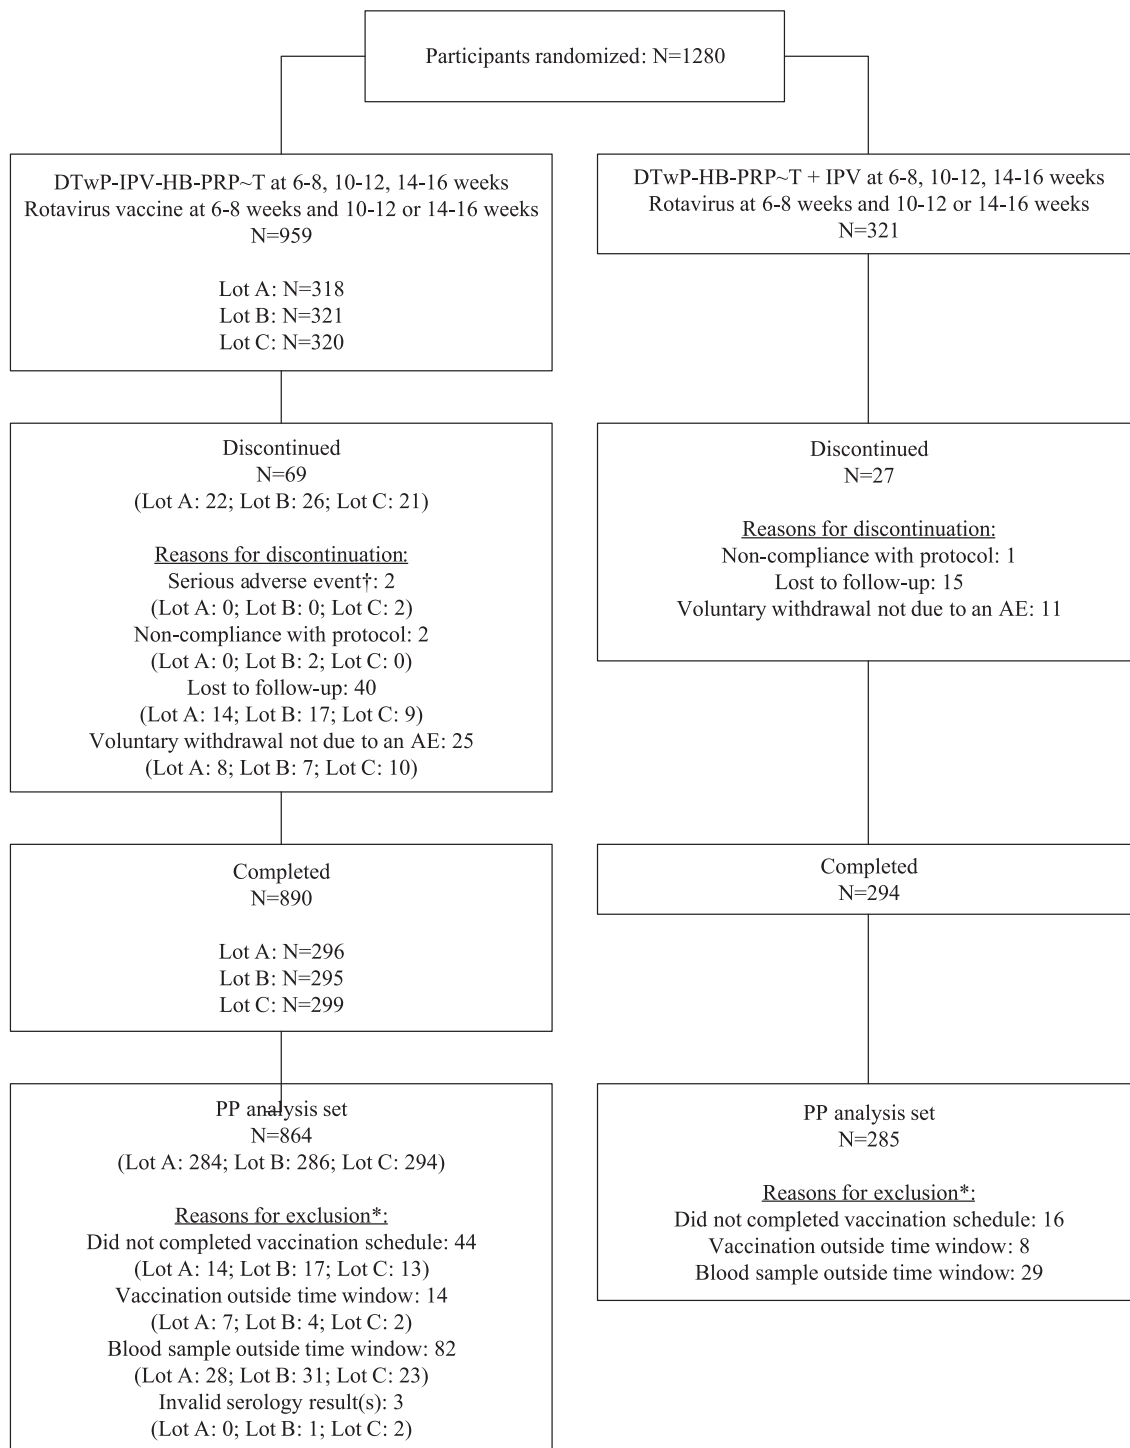 Participants randomized: N=1280
DTwP-IPV-HB-PRP~T at 6-8, 10-12, 14-16 weeks
Rotavirus vaccine at 6-8 weeks and 10-12 or 14-16 weeks
N=959
Lot A: N=318
Lot B: N=321
Lot C: N=320
DTwP-HB-PRP~T + IPV at 6-8, 10-12, 14-16 weeks
Rotavirus at 6-8 weeks and 10-12 or 14-16 weeks
N=321
Discontinued
N=69
(Lot A: 22; Lot B: 26; Lot C: 21)
Reasons for discontinuation:
Serious adverse event†: 2
(Lot A: 0; Lot B: 0; Lot C: 2)
Non-compliance with protocol: 2
(Lot A: 0; Lot B: 2; Lot C: 0)
Lost to follow-up: 40
(Lot A: 14; Lot B: 17; Lot C: 9)
Voluntary withdrawal not due to an AE: 25
(Lot A: 8; Lot B: 7; Lot C: 10)
Discontinued
N=27
Reasons for discontinuation:
Non-compliance with protocol: 1
Lost to follow-up: 15
Voluntary withdrawal not due to an AE: 11
Completed
N=890
Lot A: N=296
Lot B: N=295
Lot C: N=299
Completed
N=294
PP analysis set
N=864
(Lot A: 284; Lot B: 286; Lot C: 294)
Reasons for exclusion*:
Did not completed vaccination schedule: 44
(Lot A: 14; Lot B: 17; Lot C: 13)
Vaccination outside time window: 14
(Lot A: 7; Lot B: 4; Lot C: 2)
Blood sample outside time window: 82
(Lot A: 28; Lot B: 31; Lot C: 23)
Invalid serology result(s): 3
(Lot A: 0; Lot B: 1; Lot C: 2)
PP analysis set
N=285
Reasons for exclusion*:
Did not completed vaccination schedule: 16
Vaccination outside time window: 8
Blood sample outside time window: 29